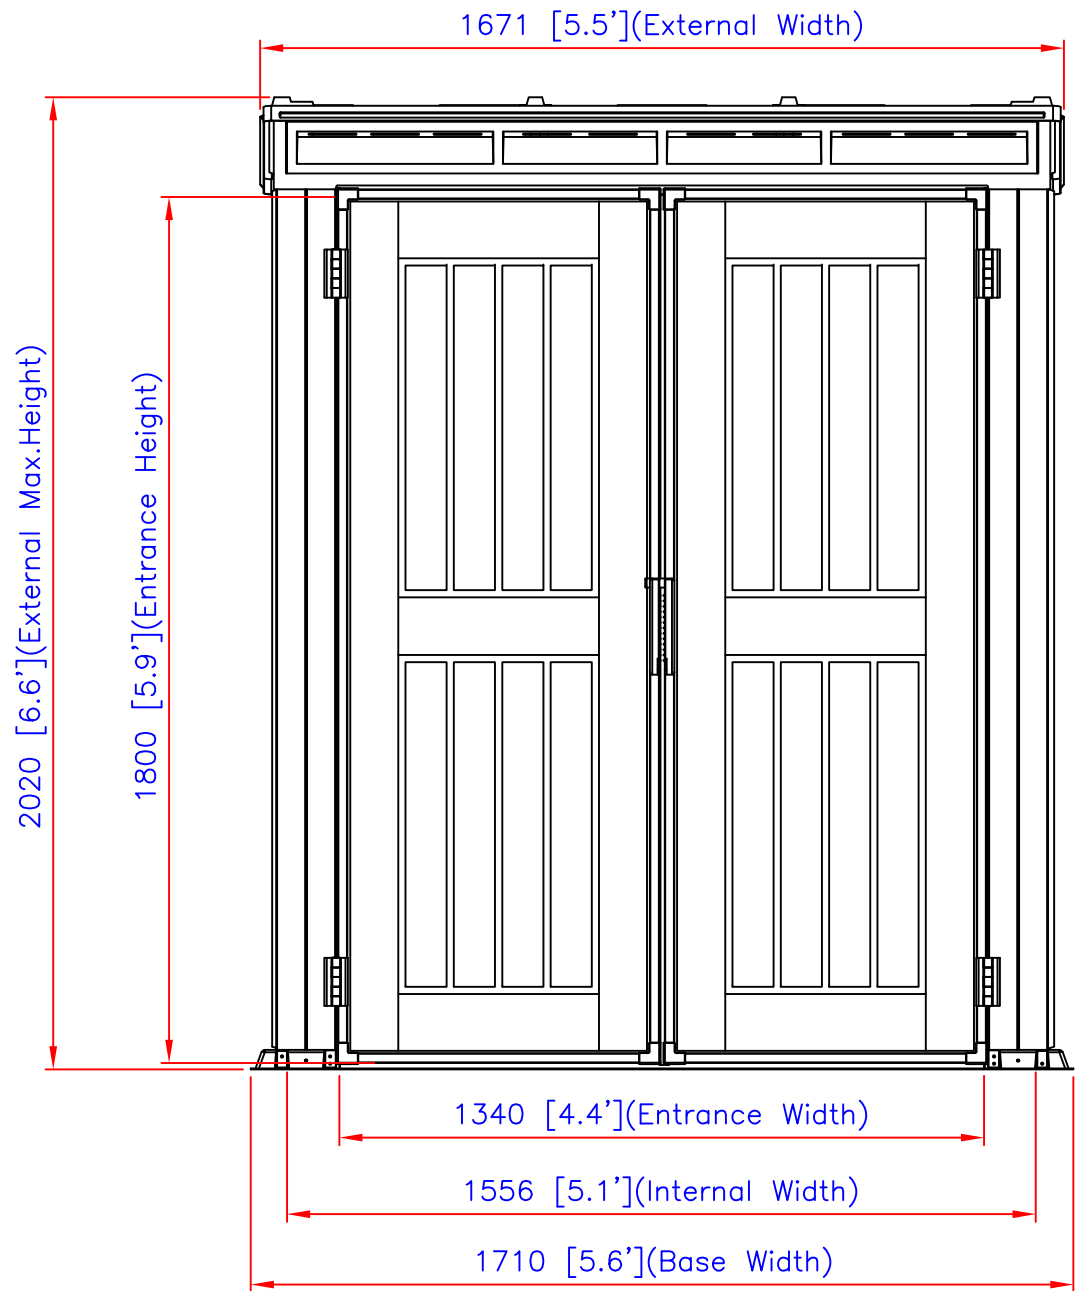 1671 [5.5'](External Width)
2020 [6.6'](External Max.Height)
1800 [5.9'](Entrance Height)
1340 [4.4'](Entrance Width)
1556 [5.1'](Internal Width)
1710 [5.6'](Base Width)